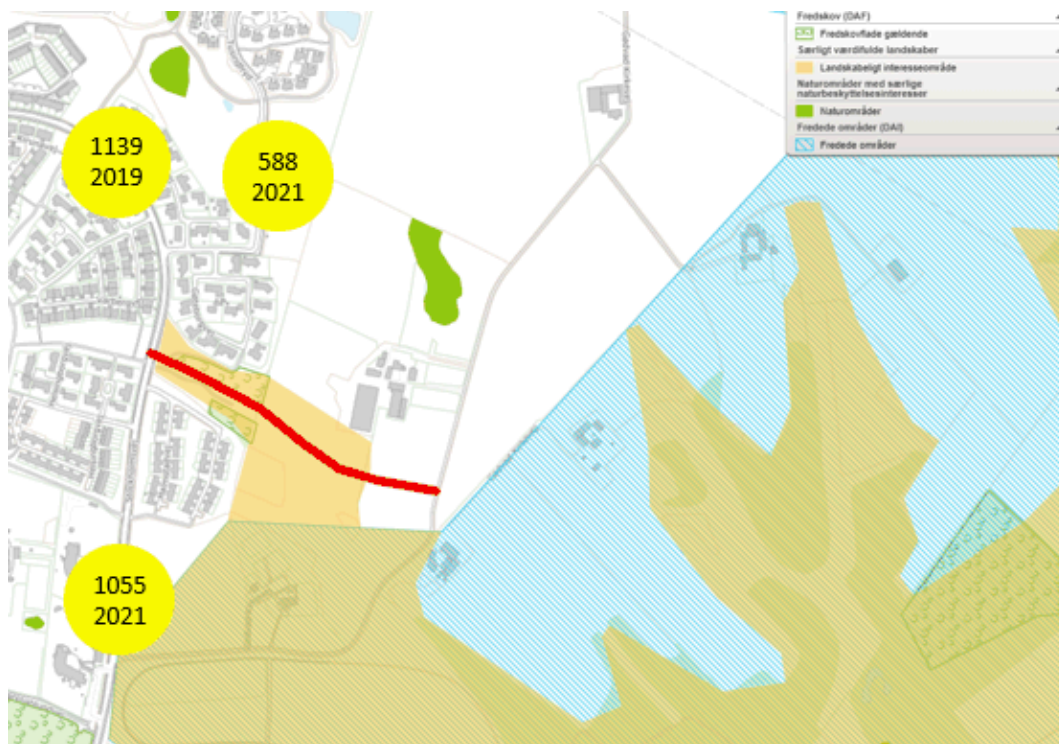 Fredskov (DAF)
Fredskovflade gældende
Særligt værdifulde landskaber
Landskabeligt interesseområde
Naturområder med særlige
naturbeskyttelsesinteresser
Naturområder
Fredede områder (DAI)
Fredede områder
1139
2019
588
2021
1055
2021